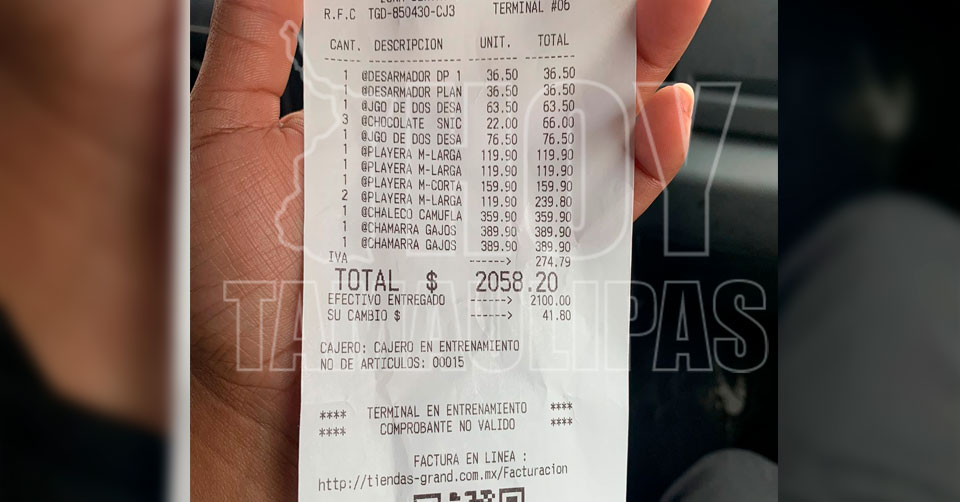 R.F.C TGD-850430-CJ3 TERMINAL #06
CANT. DESCRIPCION UNIT. TOTAL
1 @DESARMADOR DP 1 36.50 36.50
1 @DESARMADOR PLAN 36.50 36.50
1 @JGO DE DOS DESA 63.50 63.50
3 @CHOCOLATE SNIC 22.00 66.00
1 @JGO DE DOS DESA 76.50 76.50
1 @PLAYERA M-LARGA 119.90 119.90
1 @PLAYERA M-LARGA 119.90 119.90
1 @PLAYERA M-CORTA 159.90 159.90
2 @PLAYERA M-LARGA 119.90 239.80
1 @CHALECO CAMUFLA 359.90 359.90
1 @CHAMARRA GAJOS 389.90 389.90
1 @CHAMARRA GAJOS 389.90 389.90
IVA ------> 274.79
TOTAL $ 2058.20
EFECTIVO ENTREGADO ------> 2100.00
SU CAMBIO $ ------> 41.80
CAJERO: CAJERO EN ENTRENAMIENTO
NO DE ARTICULOS: 00015
**** TERMINAL EN ENTRENAMIENTO ****
**** COMPROBANTE NO VALIDO ****
FACTURA EN LINEA :
http://tiendas-grand.com.mx/Facturacion
HOY
TAMAULIPAS